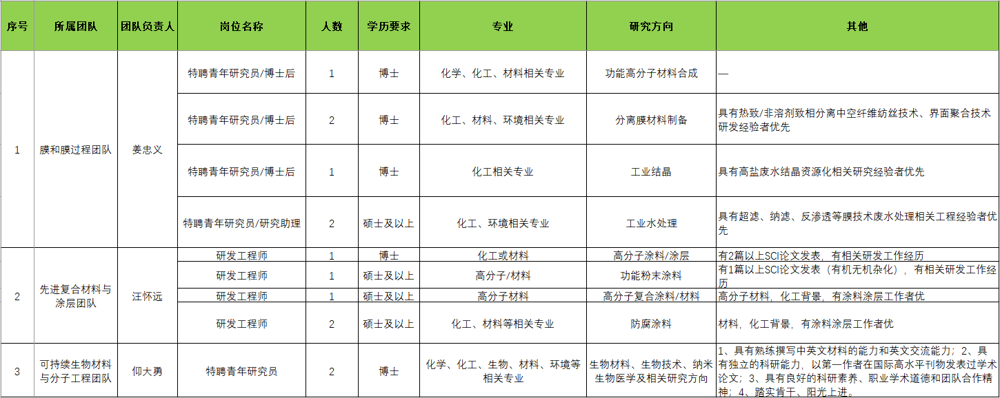 序号 所属团队 团队负责人 岗位名称 人数 学历要求 专业 研究方向 其他
1 膜和膜过程团队 姜忠义
特聘青年研究员/博士后 1 博士 化学、化工、材料相关专业 功能高分子材料合成 —
特聘青年研究员/博士后 2 博士 化工、材料、环境相关专业 分离膜材料制备 具有热致/非溶剂致相分离中空纤维纺丝技术、界面聚合技术
研发经验者优先
特聘青年研究员/博士后 1 博士 化工相关专业 工业结晶 具有高盐废水结晶资源化相关研究经验者优先
特聘青年研究员/研究助理 2 硕士及以上 化工、环境相关专业 工业水处理 具有超滤、纳滤、反渗透等膜技术废水处理相关工程经验者优
先
2 先进复合材料与
涂层团队 汪怀远
研发工程师 1 博士 化工或材料 高分子涂料/涂层 有2篇以上SCI论文发表，有相关研发工作经历
研发工程师 1 硕士及以上 高分子/材料 功能粉末涂料 有1篇以上SCI论文发表（有机无机杂化），有相关研发工作经
历
研发工程师 1 硕士及以上 高分子材料 高分子复合涂料/材料 高分子材料，化工背景，有涂料涂层工作者优
研发工程师 2 硕士及以上 化工、材料等相关专业 防腐涂料 材料，化工背景，有涂料涂层工作者优
3 可持续生物材料
与分子工程团队 仰大勇
特聘青年研究员 2 博士 化学、化工、生物、材料、环境等
相关专业 生物材料、生物技术、纳米
生物医学及相关研究方向 1、具有熟练撰写中英文材料的能力和英文交流能力；2、具
有独立的科研能力，以第一作者在国际高水平刊物发表过学术
论文；3、具有良好的科研素养、职业学术道德和团队合作精
神；4、踏实肯干、阳光上进。